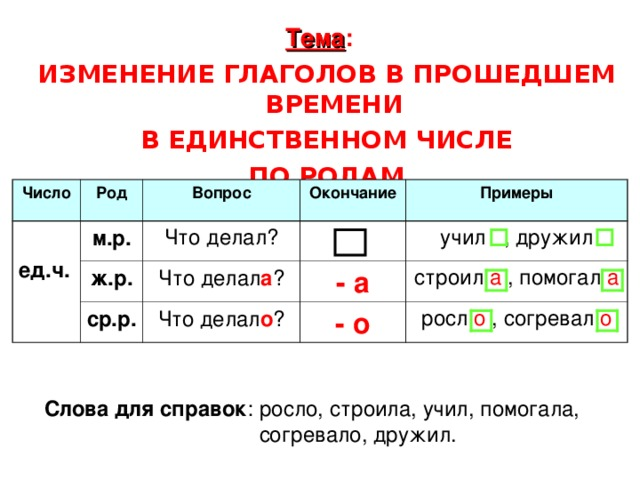 Тема:
ИЗМЕНЕНИЕ ГЛАГОЛОВ В ПРОШЕДШЕМ
ВРЕМЕНИ
В ЕДИНСТВЕННОМ ЧИСЛЕ
ПО РОДАМ
Число Род Вопрос Окончание Примеры
ед.ч. м.р. Что делал? учил , дружил
ж.р. Что делала? - а строила, помогала
ср.р. Что делало? - о росло, согревало
Слова для справок: росло, строила, учил, помогала,
согревало, дружил.